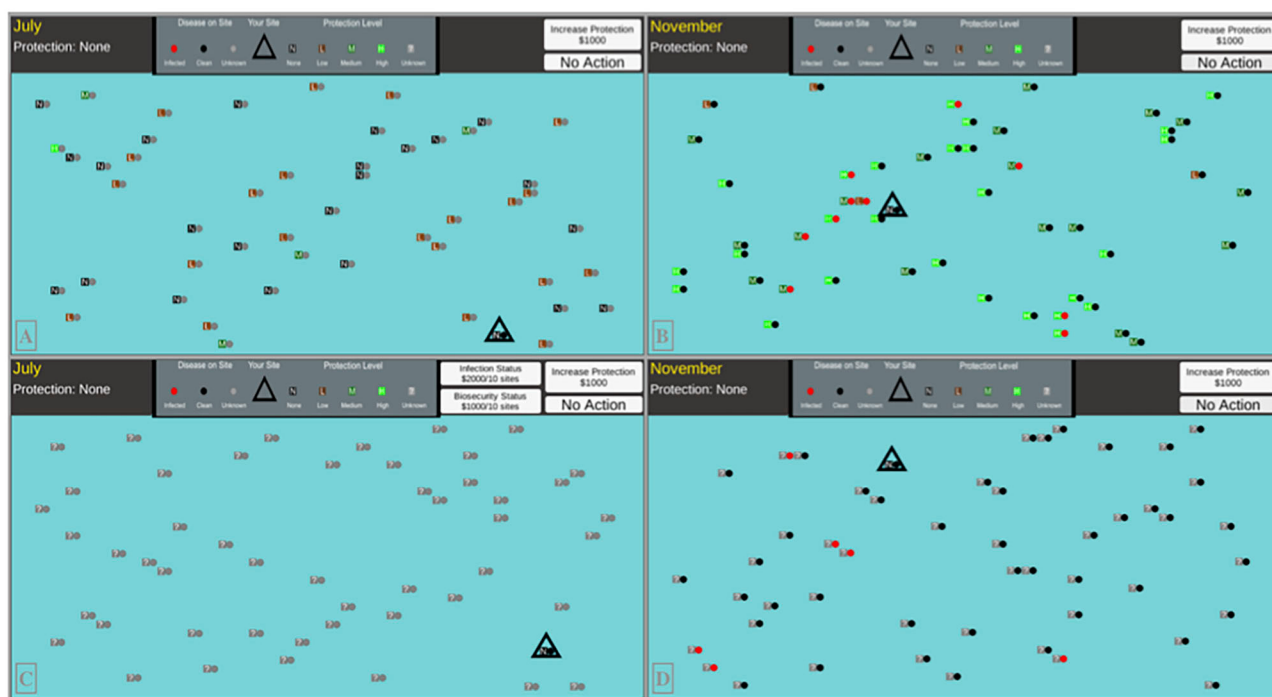 July
Protection: None
Disease on Site Your Site Protection Level
N L M H ?
Infected Clean Unknown None Low Medium High Unknown
Increase Protection
$1000
No Action
A
November
Protection: None
Disease on Site Your Site Protection Level
N L M H ?
Infected Clean Unknown None Low Medium High Unknown
Increase Protection
$1000
No Action
B
July
Protection: None
Disease on Site Your Site Protection Level
N L M H ?
Infected Clean Unknown None Low Medium High Unknown
Infection Status
$2000/10 sites
Biosecurity Status
$1000/10 sites
Increase Protection
$1000
No Action
C
November
Protection: None
Disease on Site Your Site Protection Level
N L M H ?
Infected Clean Unknown None Low Medium High Unknown
Increase Protection
$1000
No Action
D